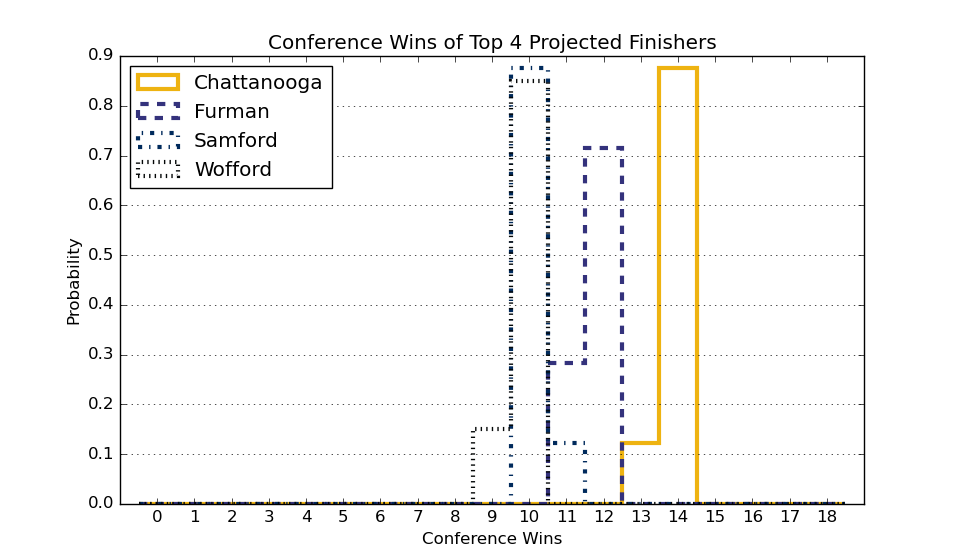 Conference Wins of Top 4 Projected Finishers
0.9
0.8
0.7
0.6
0.5
0.4
0.3
0.2
0.1
0.0
Probability
Chattanooga
Furman
Samford
Wofford
0 1 2 3 4 5 6 7 8 9 10 11 12 13 14 15 16 17 18
Conference Wins